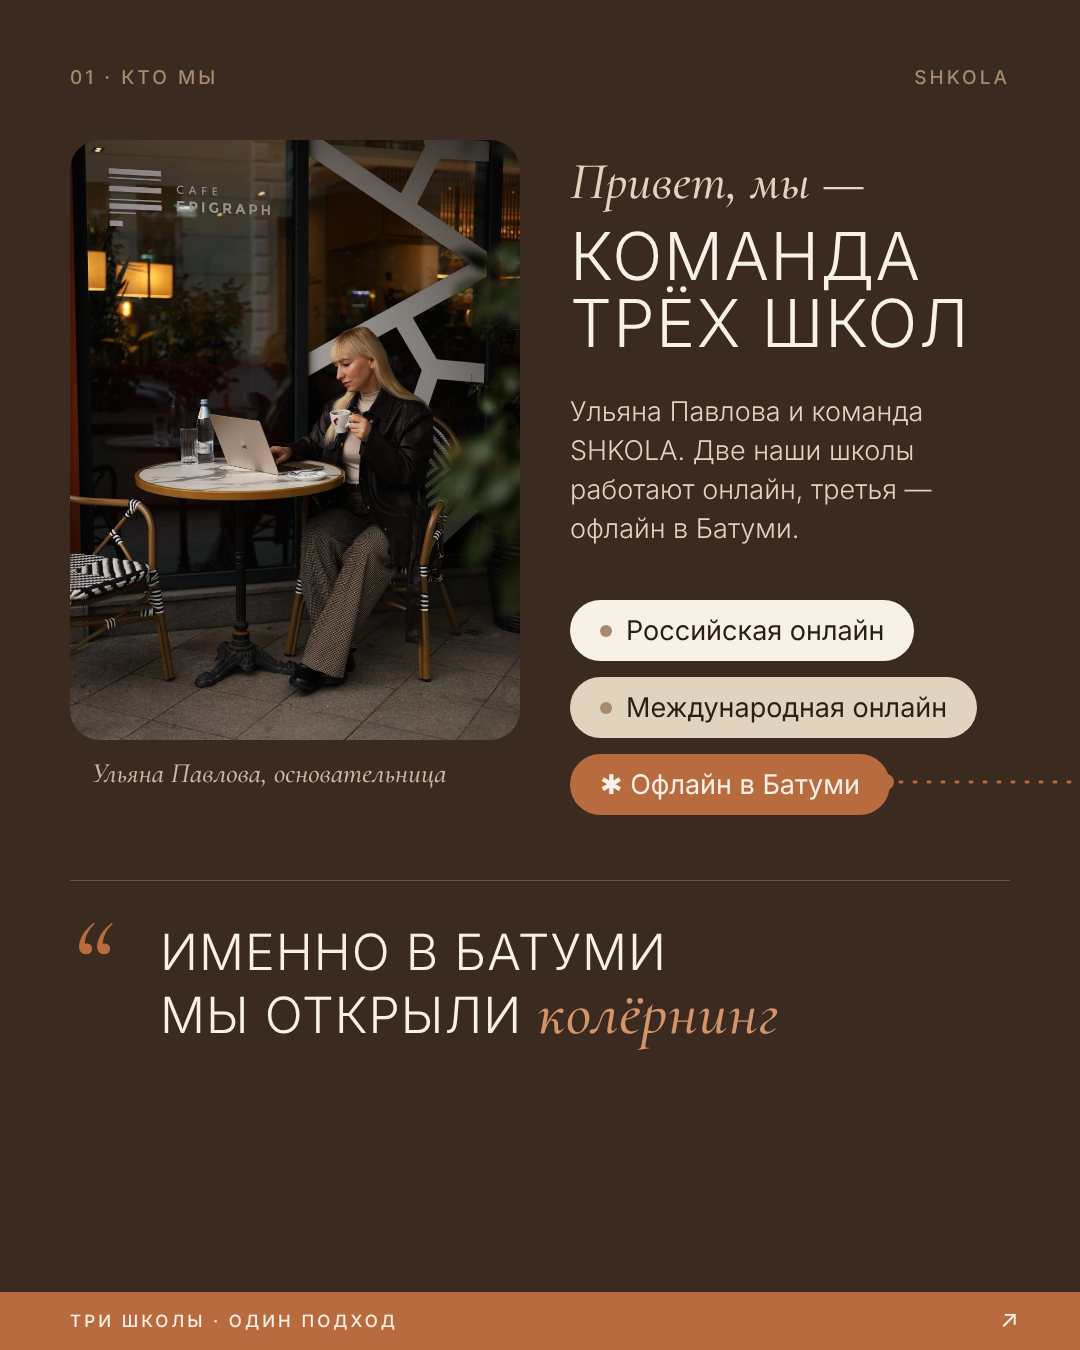 01 · КТО МЫ
SHKOLA
CAFE
EPIGRAPH
Привет, мы —
КОМАНДА
ТРЁХ ШКОЛ
Ульяна Павлова и команда
SHKOLA. Две наши школы
работают онлайн, третья —
офлайн в Батуми.
Российская онлайн
Международная онлайн
✱ Офлайн в Батуми
Ульяна Павлова, основательница
“ ИМЕННО В БАТУМИ
МЫ ОТКРЫЛИ колёрнинг
ТРИ ШКОЛЫ · ОДИН ПОДХОД